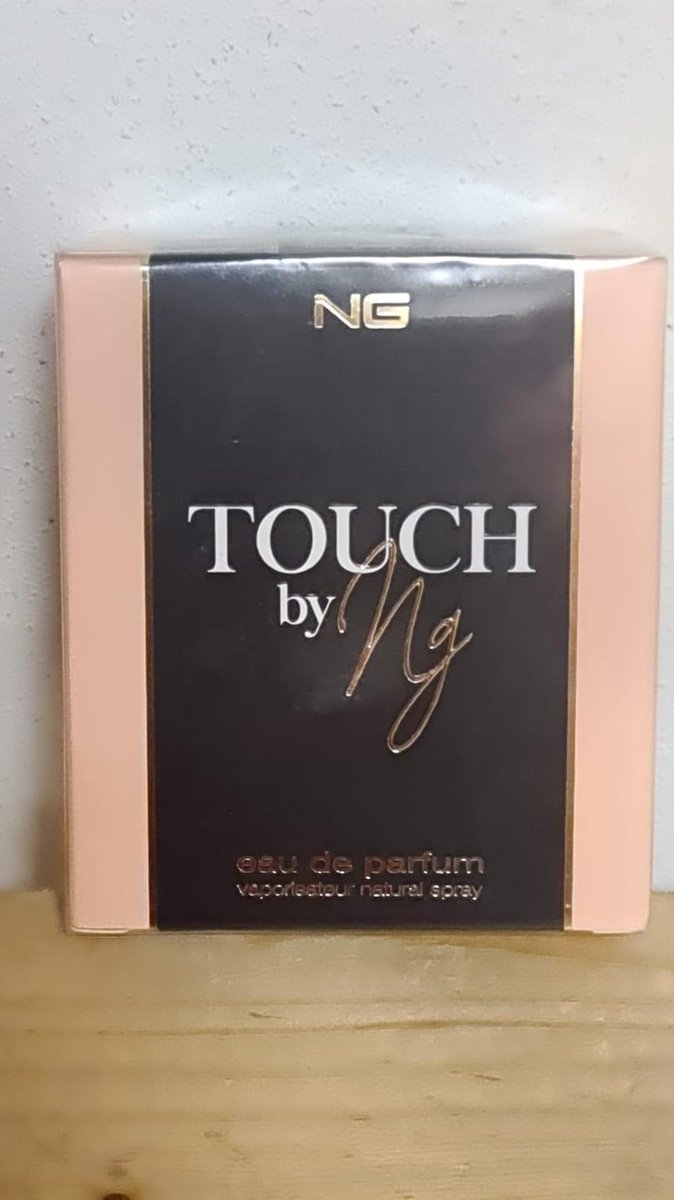 NG
TOUCH
by Ng
eau de parfum
vaporisateur natural spray